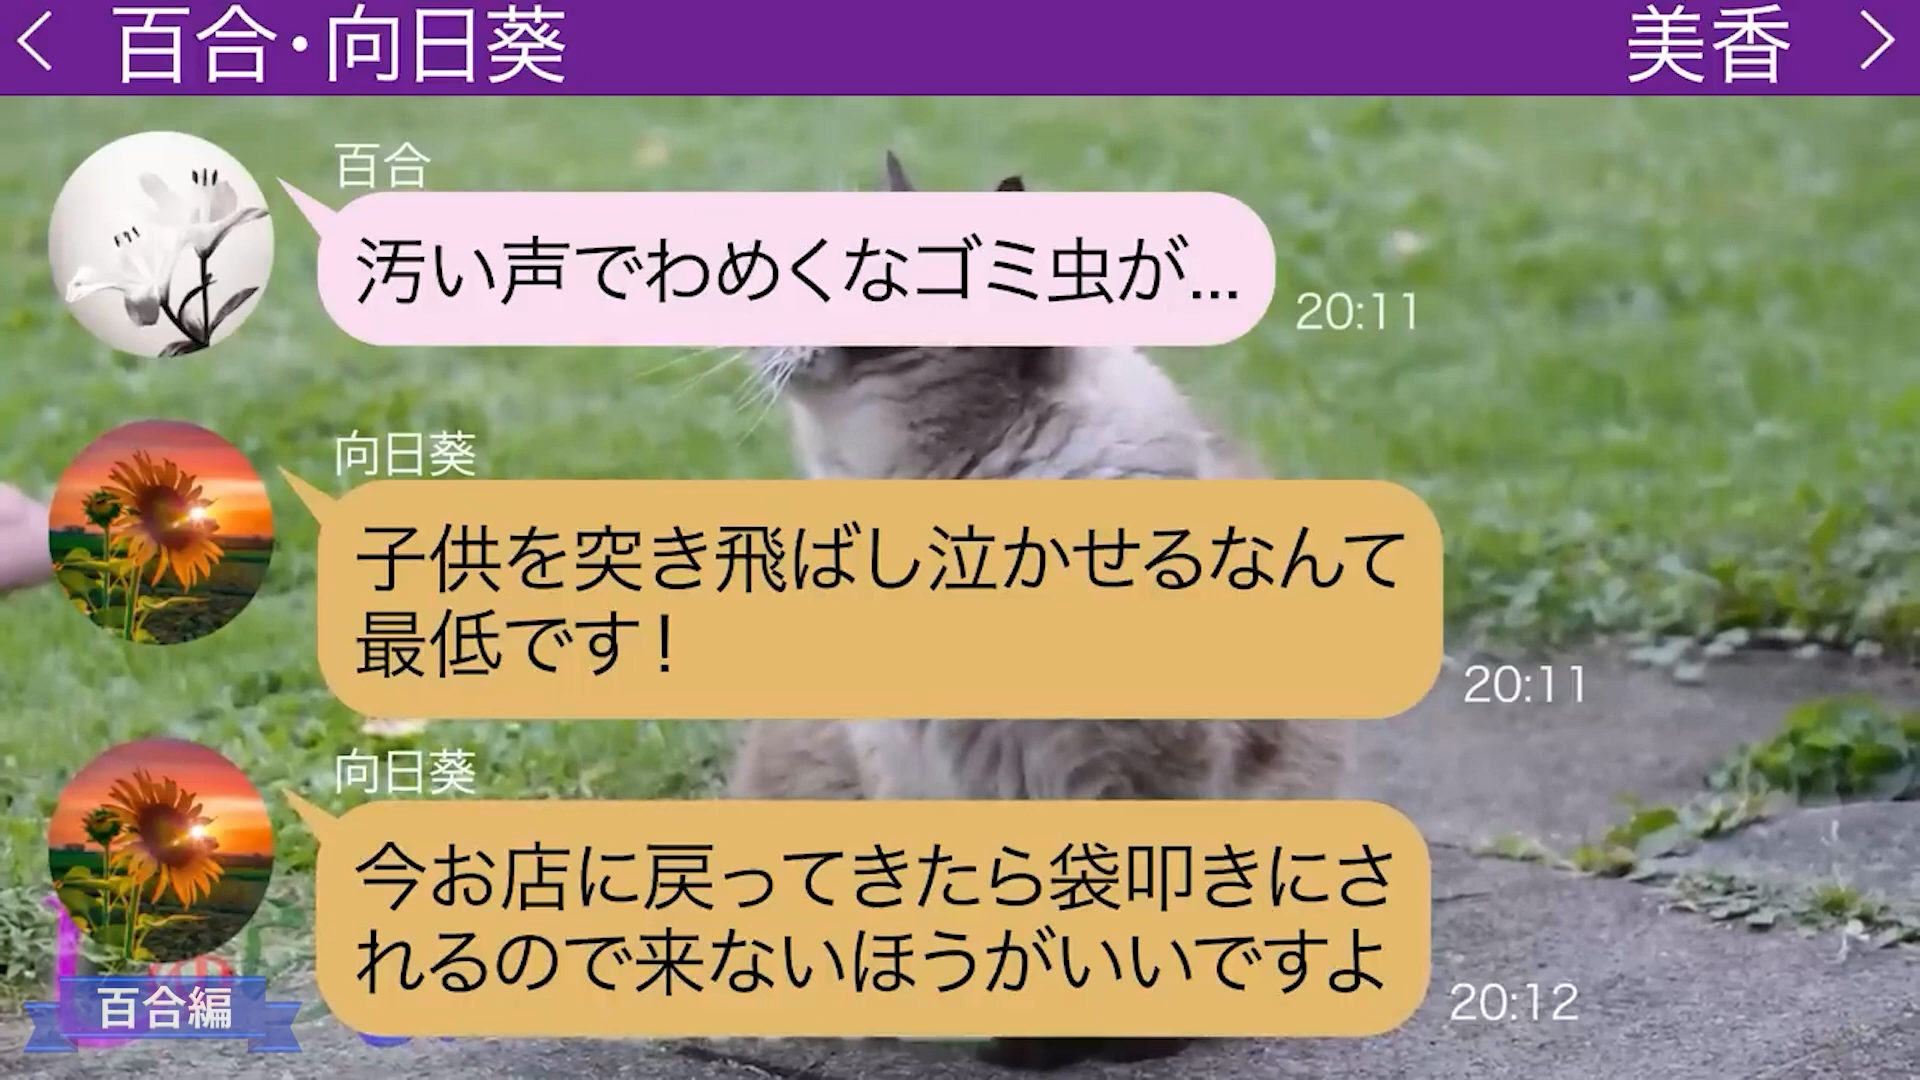 百合・向日葵
美香
百合
汚い声でわめくなゴミ虫が...
20:11
向日葵
子供を突き飛ばし泣かせるなんて
最低です！
20:11
向日葵
今お店に戻ってきたら袋叩きにさ
れるので来ないほうがいいですよ
20:12
百合編